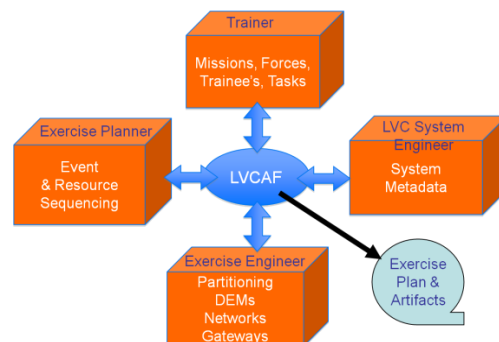 Trainer
Missions, Forces,
Trainee's, Tasks
Exercise Planner
Event
& Resource
Sequencing
LVCAF
LVC System
Engineer
System
Metadata
Exercise Engineer
Partitioning
DEMs
Networks
Gateways
Exercise
Plan &
Artifacts